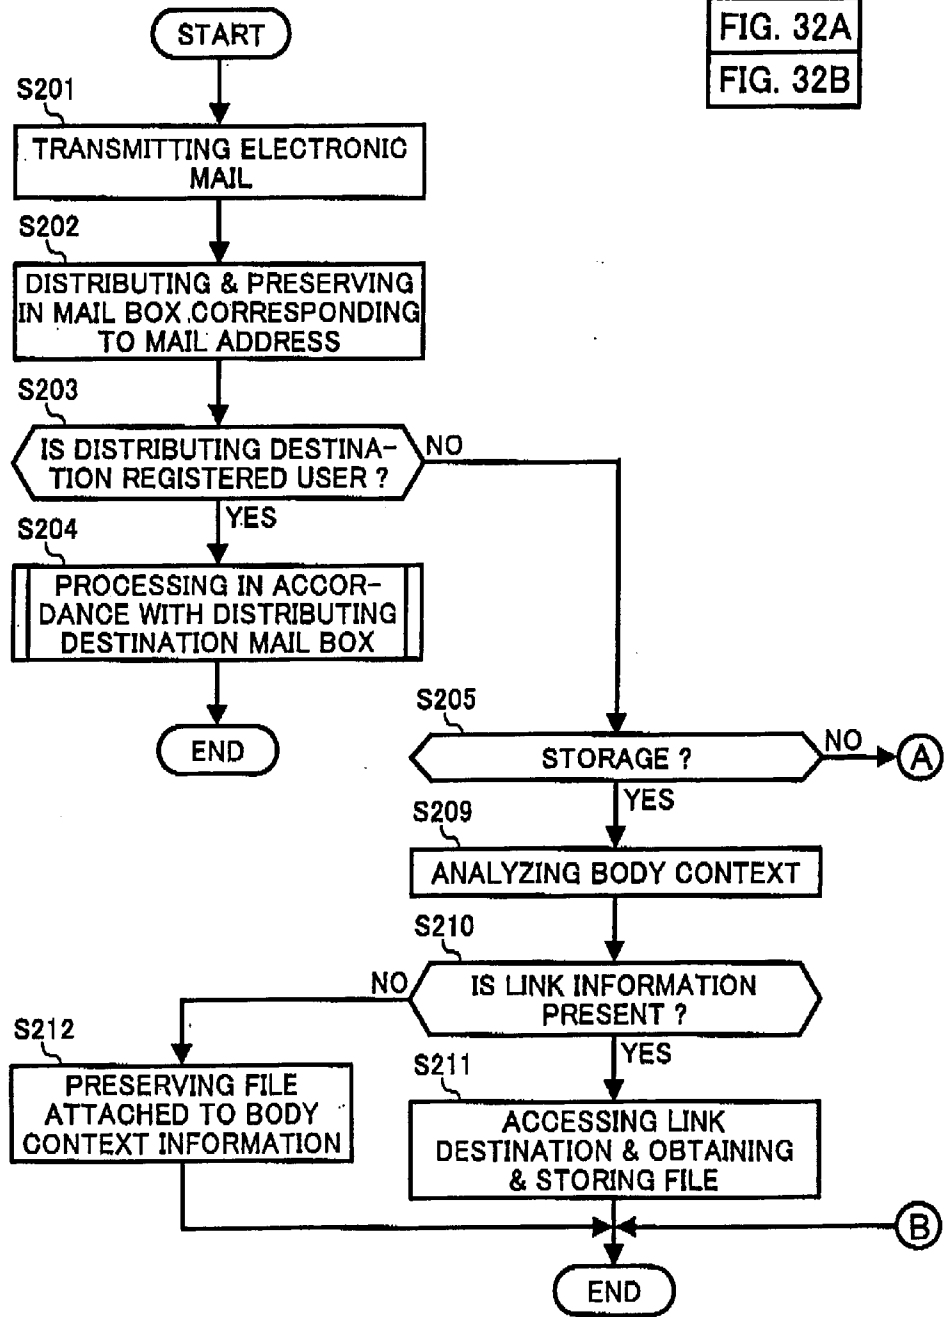 START
FIG. 32A
FIG. 32B
S201
TRANSMITTING ELECTRONIC
MAIL
S202
DISTRIBUTING & PRESERVING
IN MAIL BOX CORRESPONDING
TO MAIL ADDRESS
S203
IS DISTRIBUTING DESTINA-
TION REGISTERED USER ?
NO
YES
S204
PROCESSING IN ACCOR-
DANCE WITH DISTRIBUTING
DESTINATION MAIL BOX
END
S205
STORAGE ?
NO
A
YES
S209
ANALYZING BODY CONTEXT
S210
IS LINK INFORMATION
PRESENT ?
NO
YES
S212
PRESERVING FILE
ATTACHED TO BODY
CONTEXT INFORMATION
S211
ACCESSING LINK
DESTINATION & OBTAINING
& STORING FILE
B
END